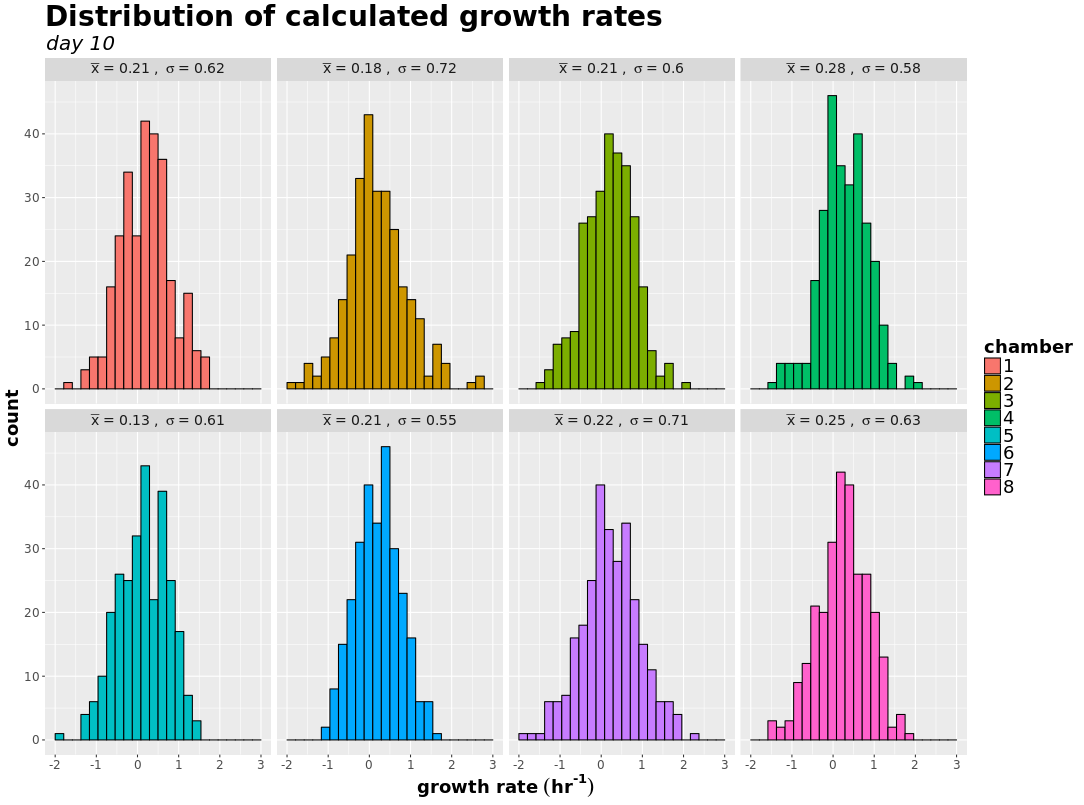 Distribution of calculated growth rates
day 10
x̅ = 0.21 , σ = 0.62
x̅ = 0.18 , σ = 0.72
x̅ = 0.21 , σ = 0.6
x̅ = 0.28 , σ = 0.58
40
30
20
10
0
x̅ = 0.13 , σ = 0.61
x̅ = 0.21 , σ = 0.55
x̅ = 0.22 , σ = 0.71
x̅ = 0.25 , σ = 0.63
40
30
20
10
0
-2 -1 0 1 2 3
-2 -1 0 1 2 3
-2 -1 0 1 2 3
-2 -1 0 1 2 3
count
growth rate (hr⁻¹)
chamber
1
2
3
4
5
6
7
8